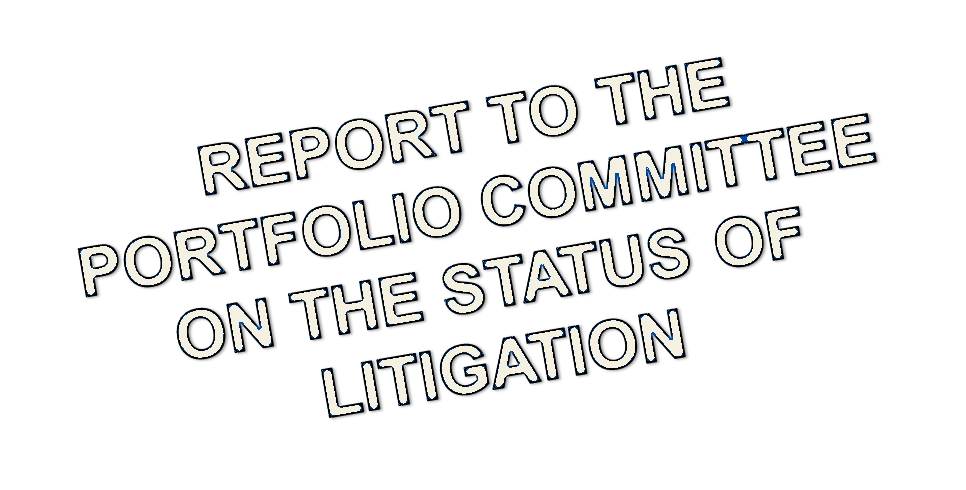 REPORT TO THE
PORTFOLIO COMMITTEE
ON THE STATUS OF
LITIGATION